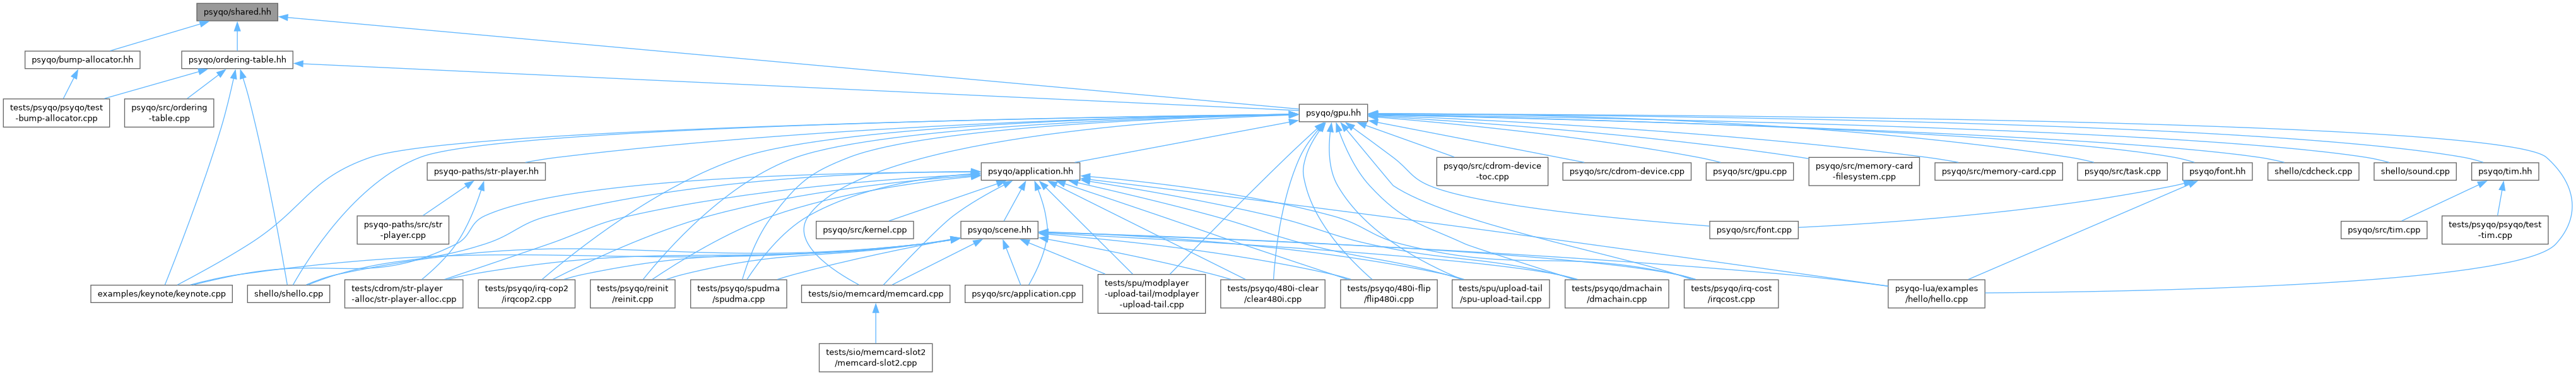 psyqo/shared.hh
psyqo/bump-allocator.hh
psyqo/ordering-table.hh
tests/psyqo/psyqo/test
-bump-allocator.cpp
psyqo/src/ordering
-table.cpp
psyqo/gpu.hh
psyqo-paths/str-player.hh
psyqo/application.hh
psyqo/src/cdrom-device
-toc.cpp
psyqo/src/cdrom-device.cpp
psyqo/src/gpu.cpp
psyqo/src/memory-card
-filesystem.cpp
psyqo/src/memory-card.cpp
psyqo/src/task.cpp
psyqo/font.hh
shello/cdcheck.cpp
shello/sound.cpp
psyqo/tim.hh
psyqo-paths/src/str
-player.cpp
psyqo/src/kernel.cpp
psyqo/scene.hh
psyqo/src/font.cpp
psyqo/src/tim.cpp
tests/psyqo/psyqo/test
-tim.cpp
examples/keynote/keynote.cpp
shello/shello.cpp
tests/cdrom/str-player
-alloc/str-player-alloc.cpp
tests/psyqo/irq-cop2
/irqcop2.cpp
tests/psyqo/reinit
/reinit.cpp
tests/psyqo/spudma
/spudma.cpp
tests/sio/memcard/memcard.cpp
psyqo/src/application.cpp
tests/spu/modplayer
-upload-tail/modplayer
-upload-tail.cpp
tests/psyqo/480i-clear
/clear480i.cpp
tests/psyqo/480i-flip
/flip480i.cpp
tests/spu/upload-tail
/spu-upload-tail.cpp
tests/psyqo/dmachain
/dmachain.cpp
tests/psyqo/irq-cost
/irqcost.cpp
psyqo-lua/examples
/hello/hello.cpp
tests/sio/memcard-slot2
/memcard-slot2.cpp